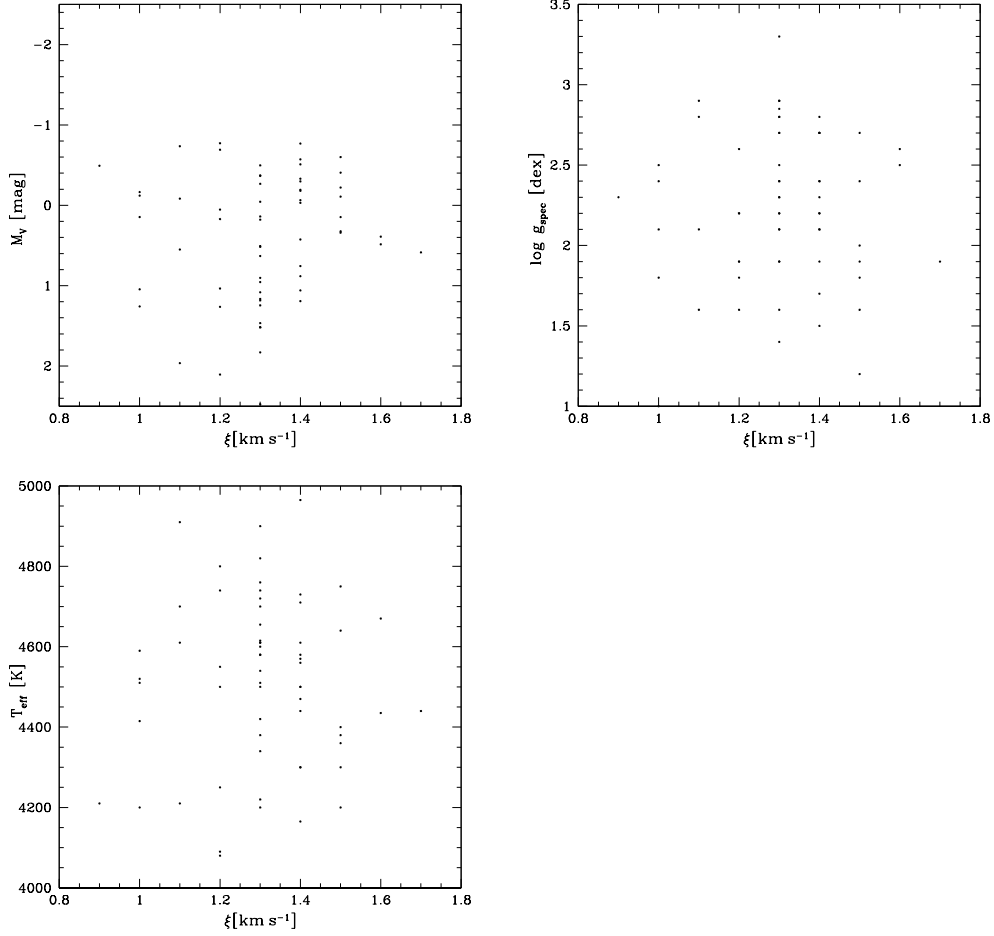 -2
-1
0
1
2
M_V [mag]
0.8 1 1.2 1.4 1.6 1.8
ξ[km s⁻¹]
3.5
3
2.5
2
1.5
1
log g_spec [dex]
0.8 1 1.2 1.4 1.6 1.8
ξ[km s⁻¹]
5000
4800
4600
4400
4200
4000
T_eff [K]
0.8 1 1.2 1.4 1.6 1.8
ξ[km s⁻¹]